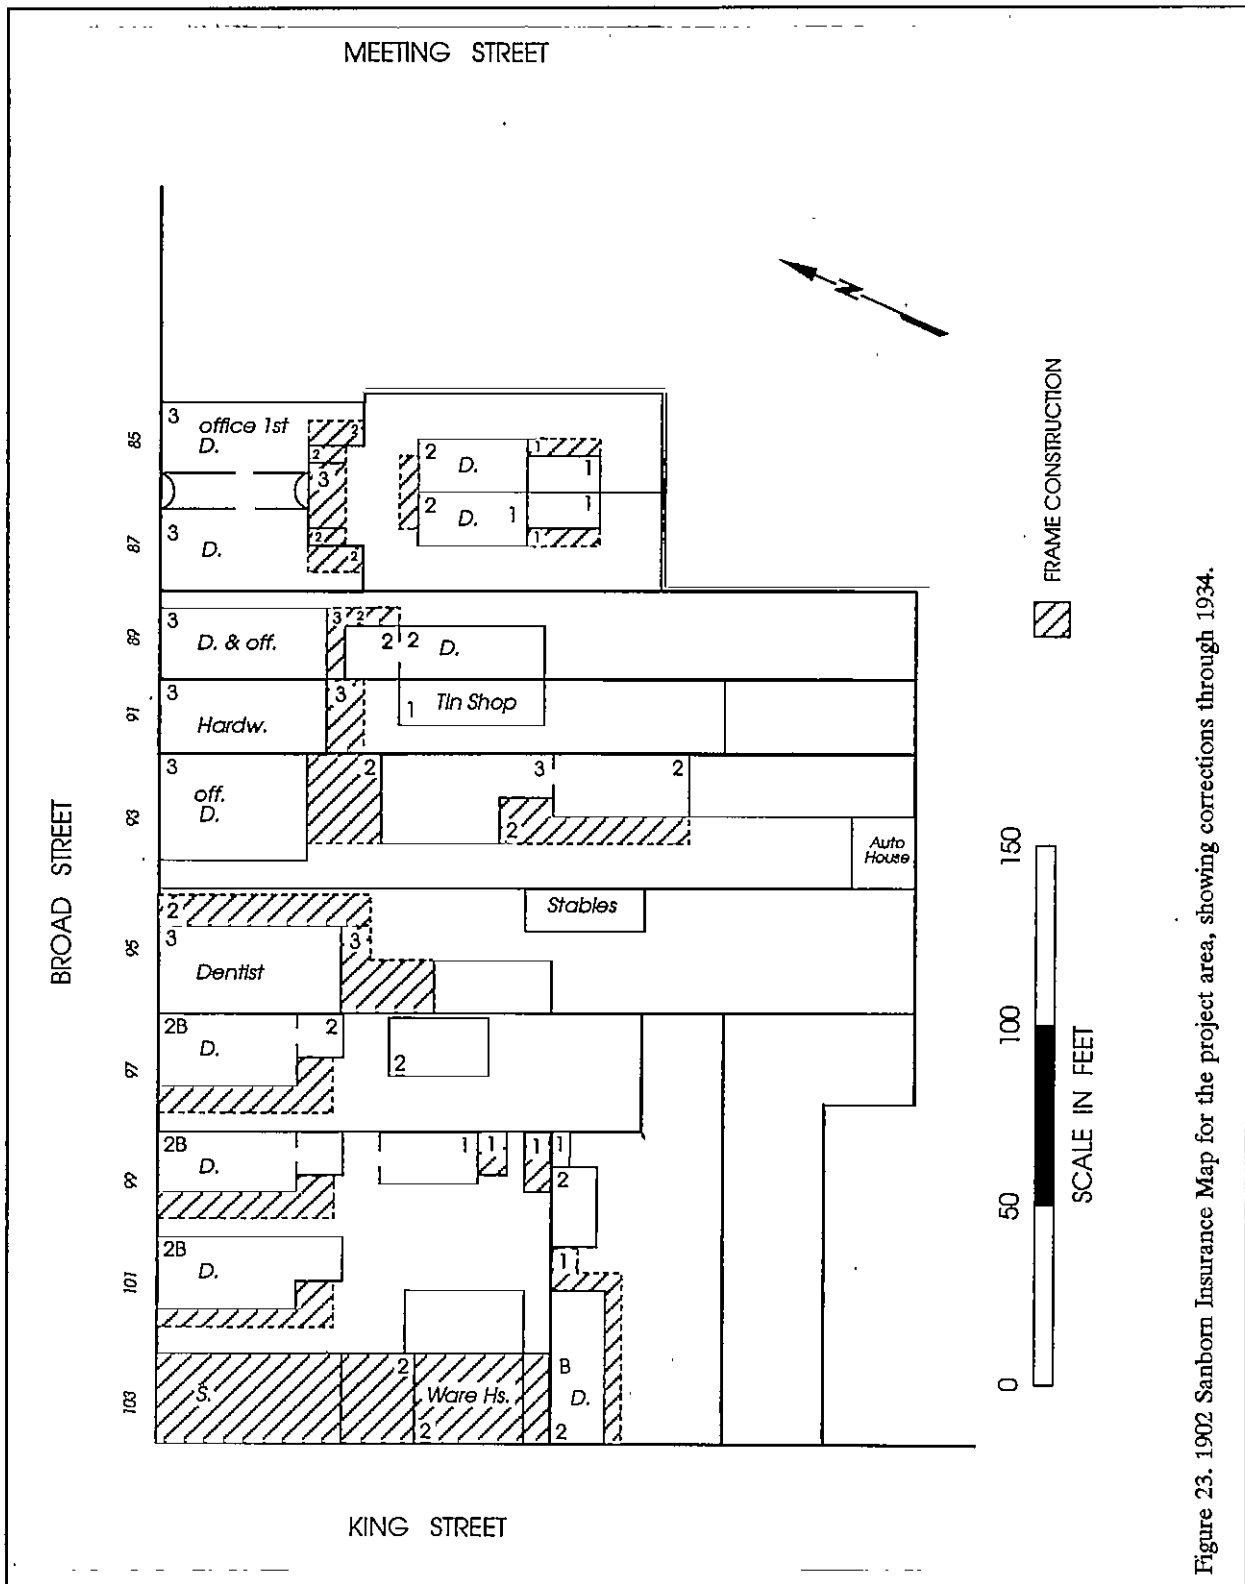 MEETING STREET
3 office 1st
D.
2
2
3
85
3 D.
2
2
87
2 D.
1
1
2 D.
1
1
1
3
D. & off.
3 2
2 2
D.
89
3
Hardw.
3
1 Tin Shop
91
3
off.
D.
2
3
2
2
93
Auto
House
2
3
Dentist
3
Stables
95
2B
D.
2
2
97
2B
D.
1
1
1
1
99
2
2B
D.
1
101
S.
2
Ware Hs.
2
103
B
D.
2
BROAD STREET
KING STREET
N
FRAME CONSTRUCTION
0 50 100 150
SCALE IN FEET
Figure 23. 1902 Sanborn Insurance Map for the project area, showing corrections through 1934.